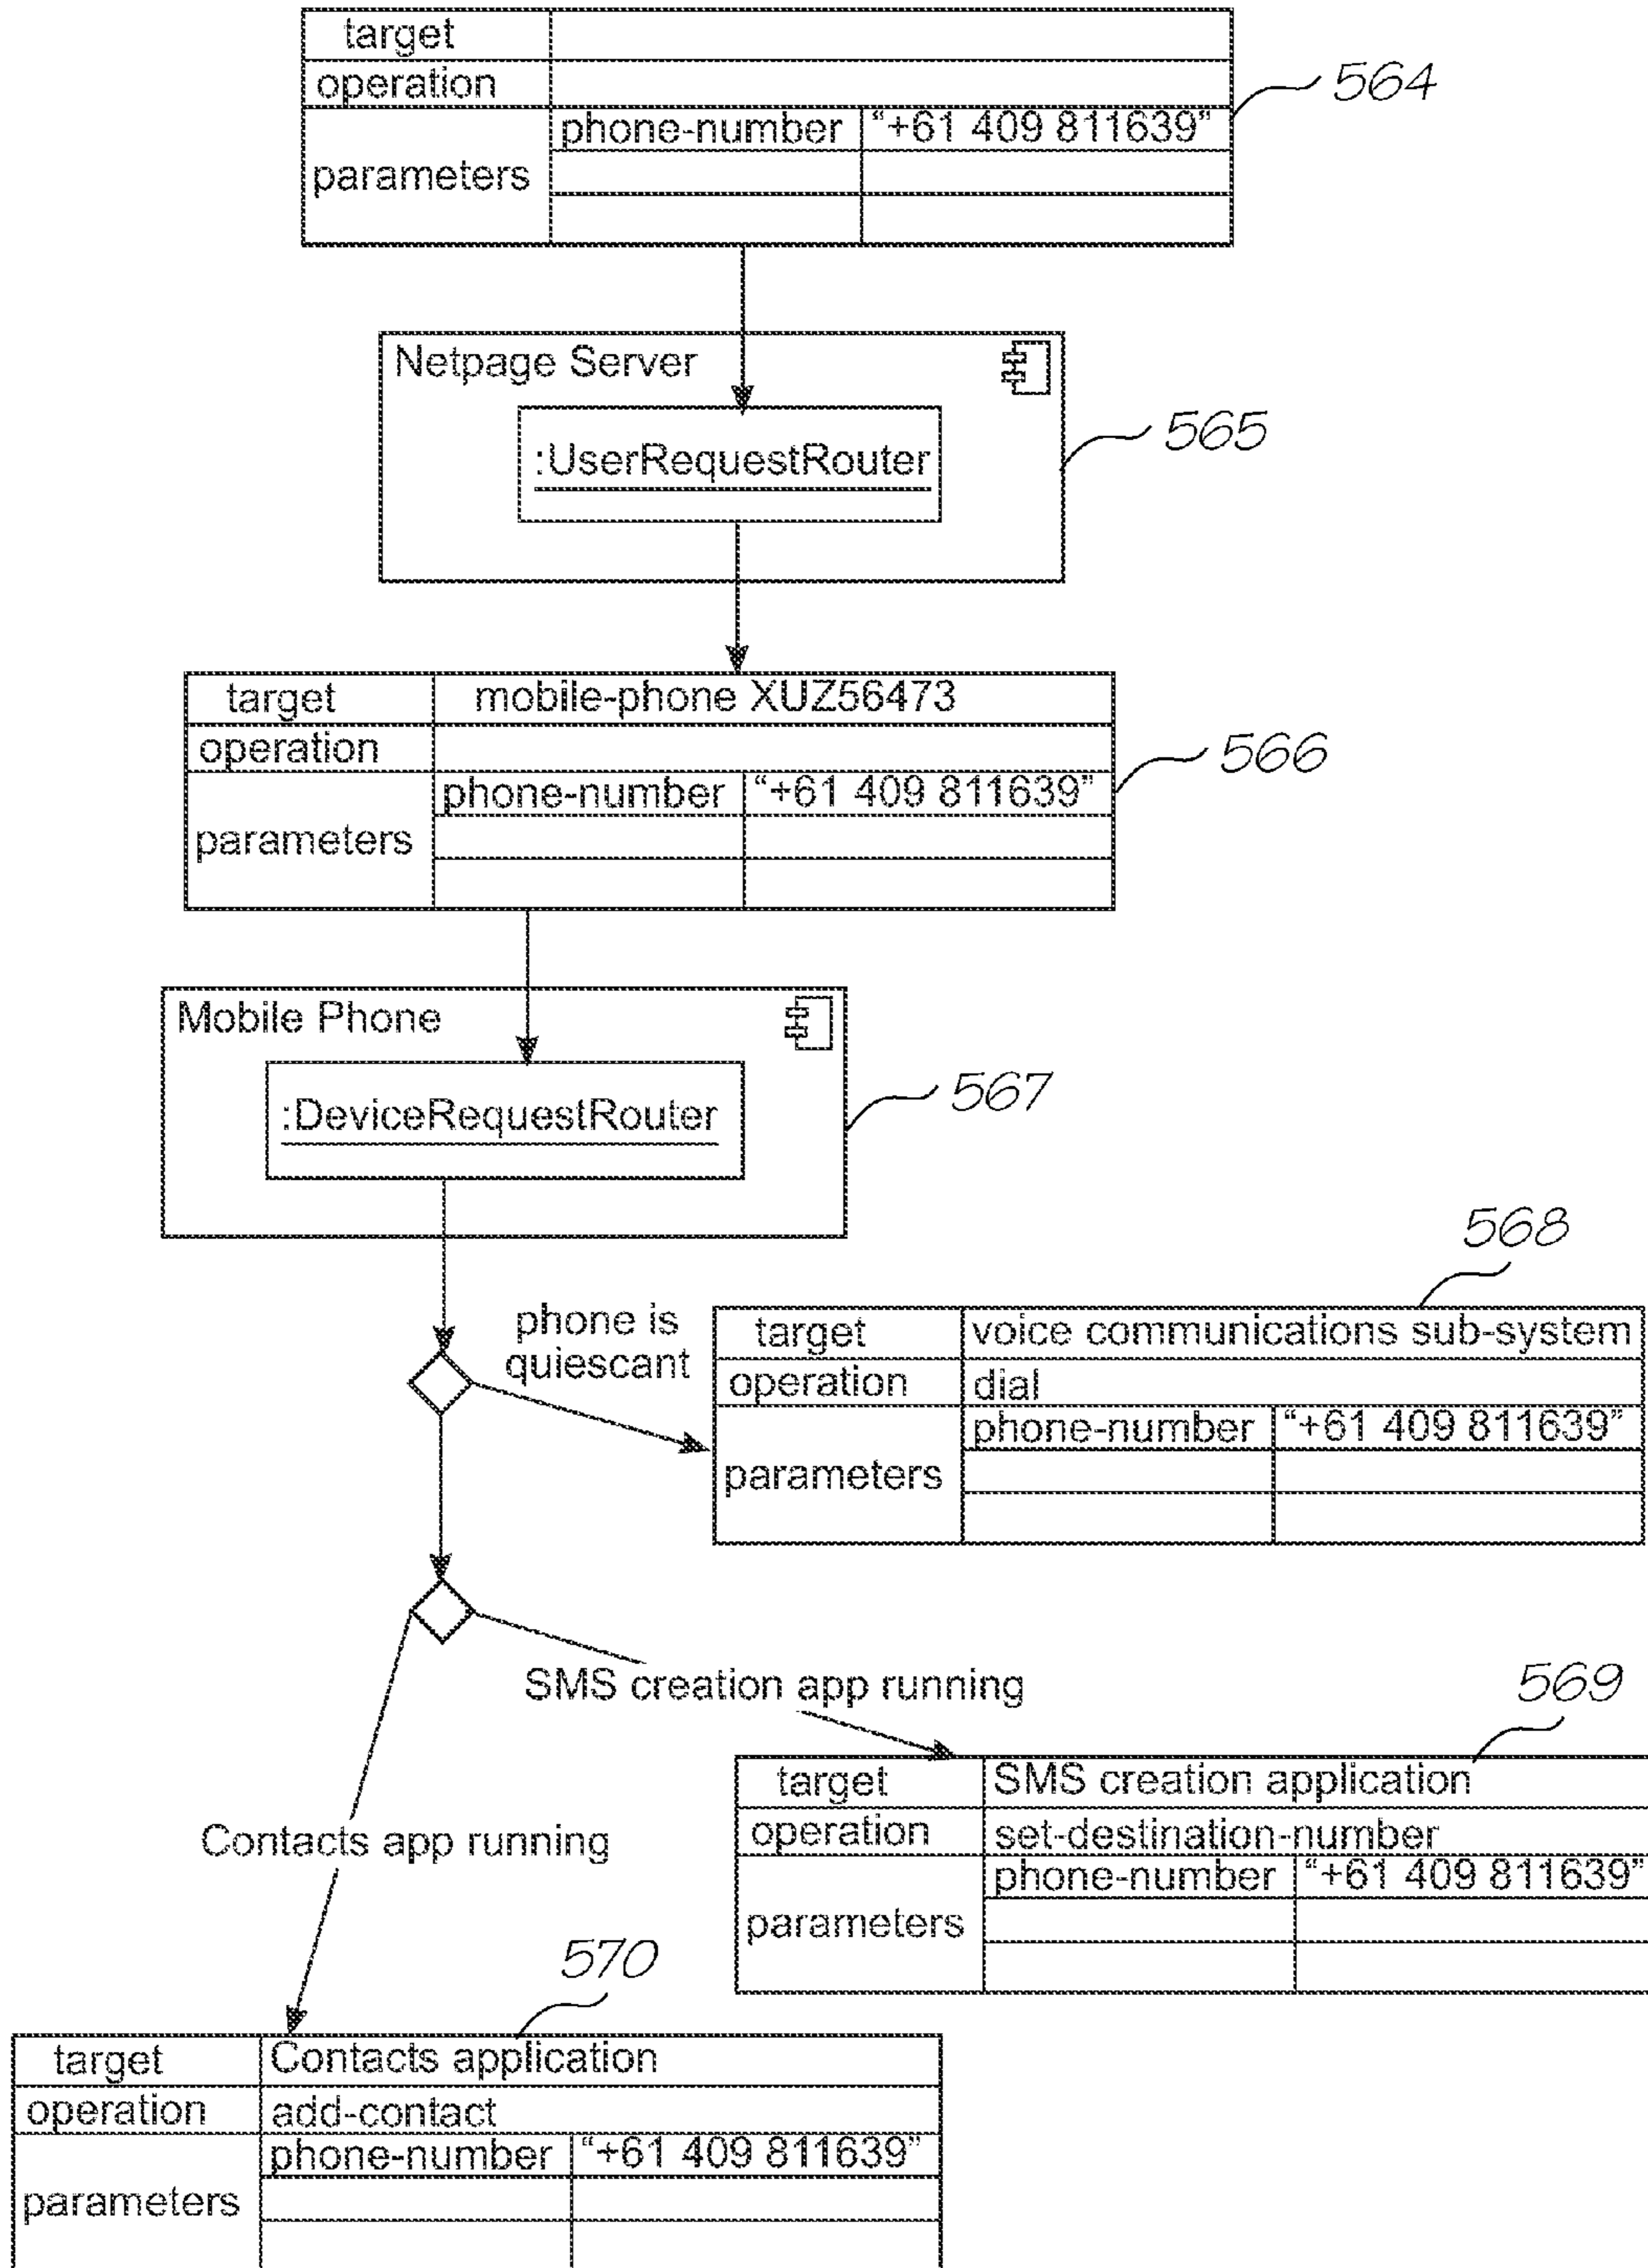 target
operation
parameters
phone-number "+61 409 811639"
564
Netpage Server
:UserRequestRouter
565
target mobile-phone XUZ56473
operation
parameters
phone-number "+61 409 811639"
566
Mobile Phone
:DeviceRequestRouter
567
phone is
quiescant
568
target voice communications sub-system
operation dial
parameters
phone-number "+61 409 811639"
SMS creation app running
569
target SMS creation application
operation set-destination-number
parameters
phone-number "+61 409 811639"
Contacts app running
570
target Contacts application
operation add-contact
parameters
phone-number "+61 409 811639"